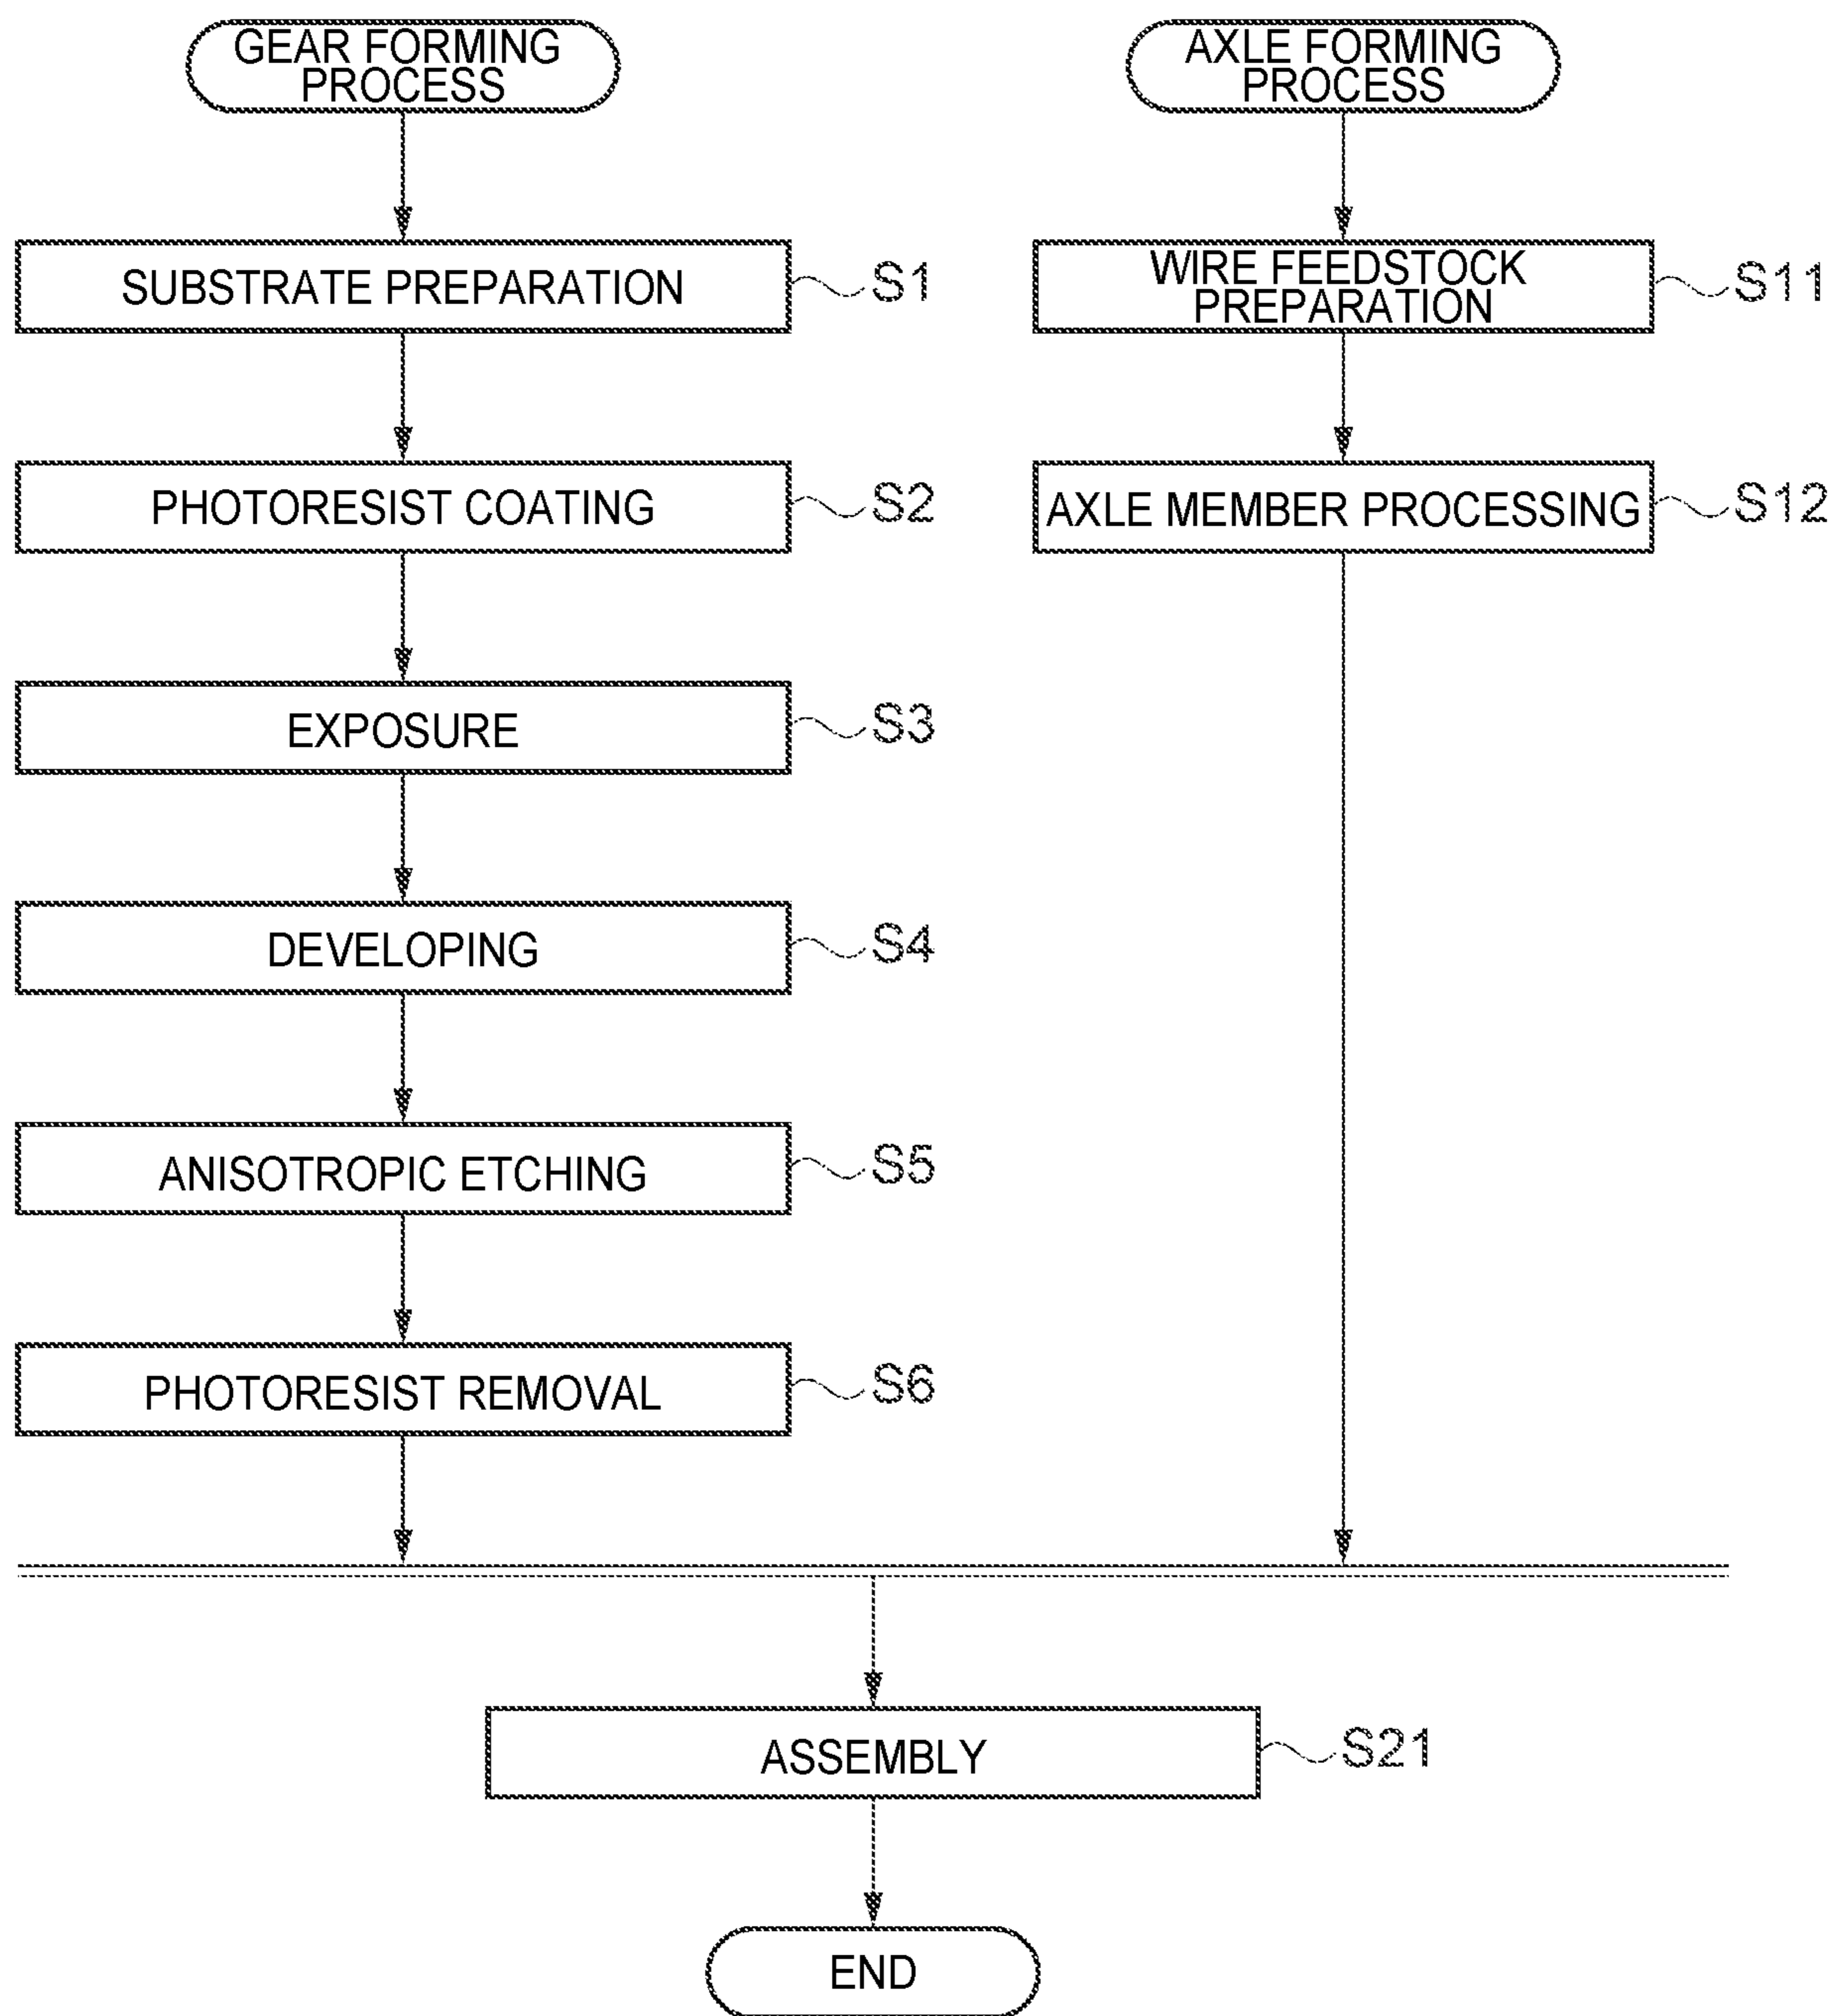 GEAR FORMING
PROCESS
SUBSTRATE PREPARATION
S1
PHOTORESIST COATING
S2
EXPOSURE
S3
DEVELOPING
S4
ANISOTROPIC ETCHING
S5
PHOTORESIST REMOVAL
S6
AXLE FORMING
PROCESS
WIRE FEEDSTOCK
PREPARATION
S11
AXLE MEMBER PROCESSING
S12
ASSEMBLY
S21
END